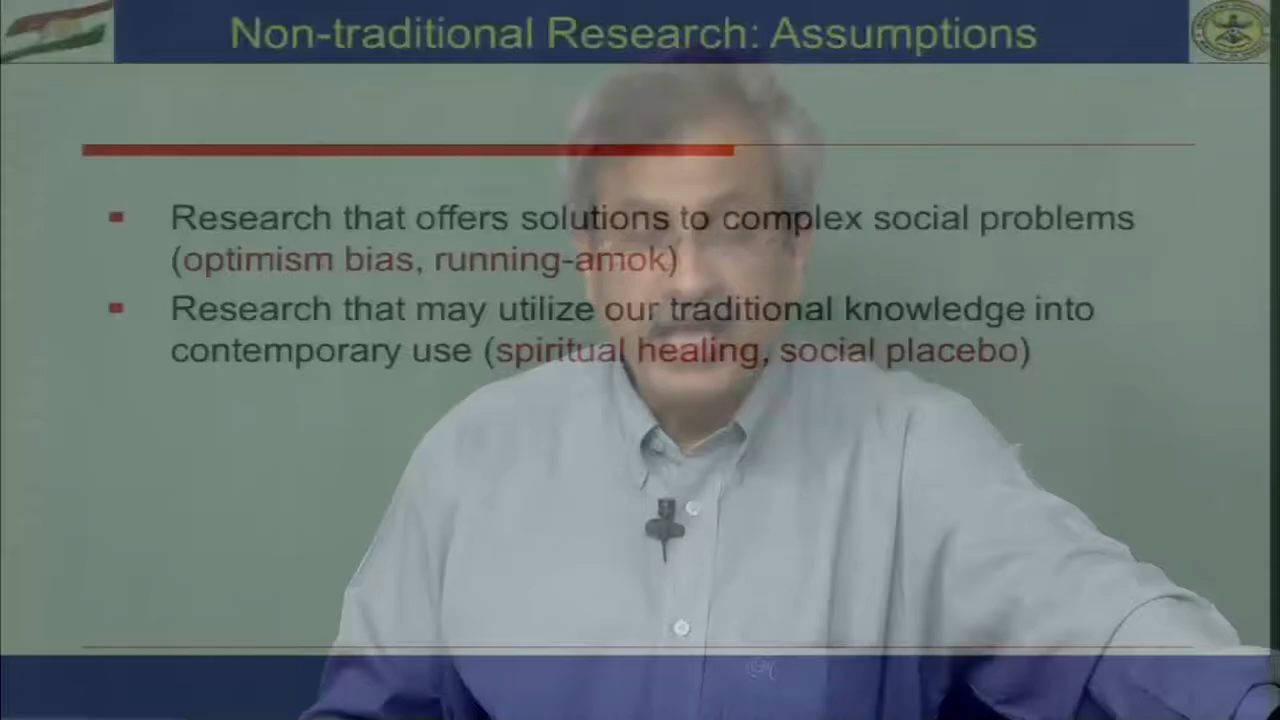 Non-traditional Research: Assumptions
Research that offers solutions to complex social problems
(optimism bias, running-amok)
Research that may utilize our traditional knowledge into
contemporary use (spiritual healing, social placebo)